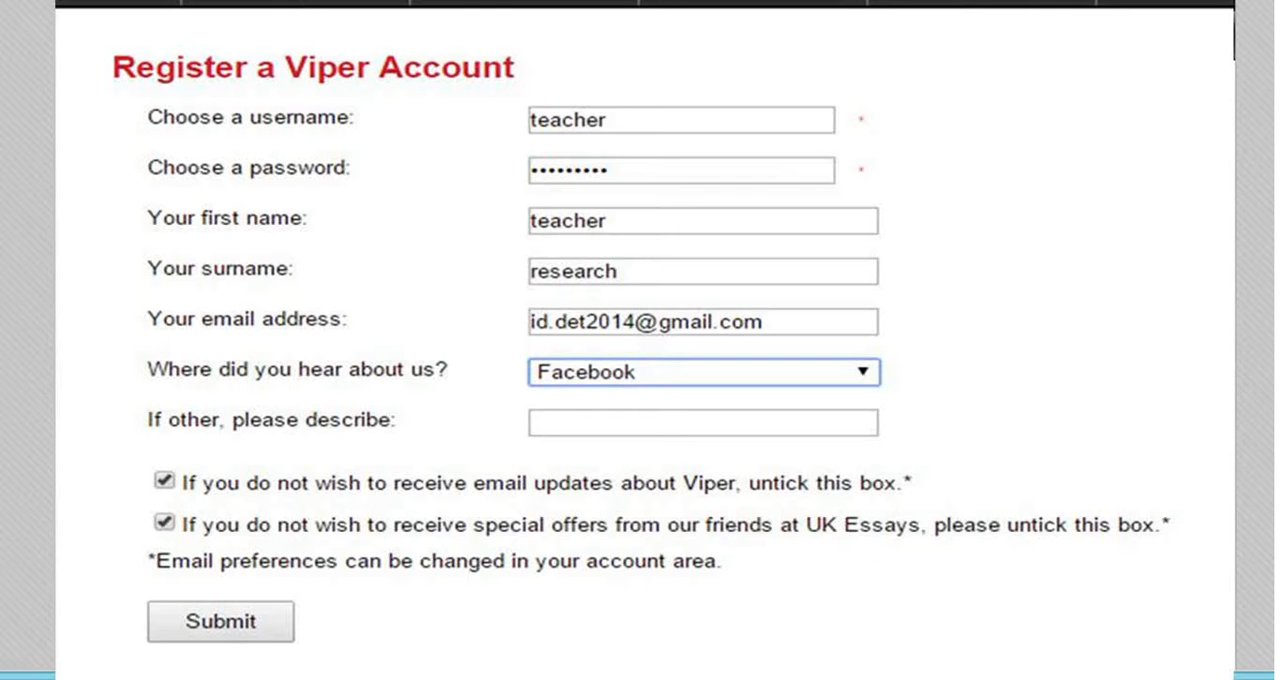 Register a Viper Account
Choose a username: teacher *
Choose a password: ••••••••• *
Your first name: teacher
Your surname: research
Your email address: id.det2014@gmail.com
Where did you hear about us? Facebook
If other, please describe:
If you do not wish to receive email updates about Viper, untick this box.*
If you do not wish to receive special offers from our friends at UK Essays, please untick this box.*
*Email preferences can be changed in your account area.
Submit